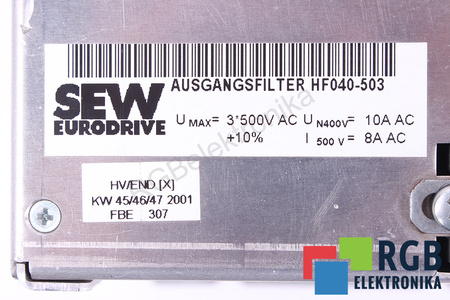 AUSGANGSFILTER HF040-503
SEW
EURODRIVE
U MAX= 3*500V AC U N400V= 10A AC
+10% I 500 V = 8A AC
HV/END [X]
KW 45/46/47 2001
FBE 307
RGBelektronika
RGB
ELEKTRONIKA